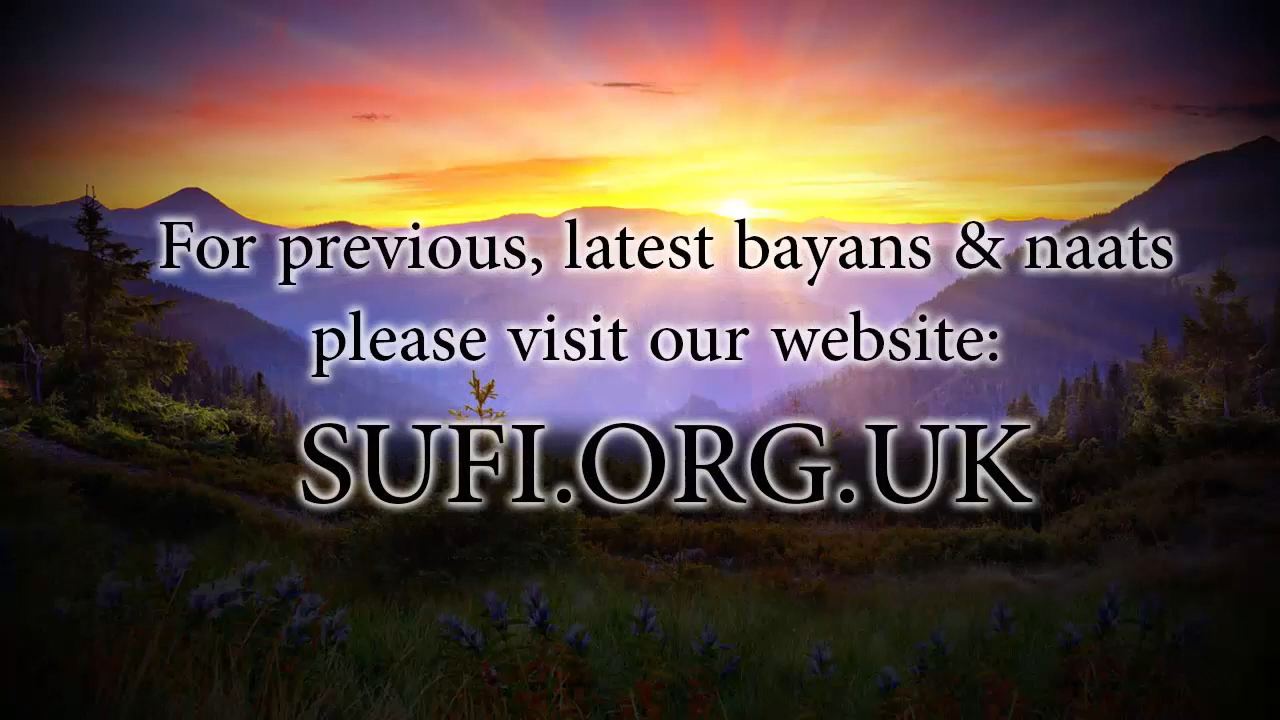 For previous, latest bayans & naats
please visit our website:
SUFI.ORG.UK